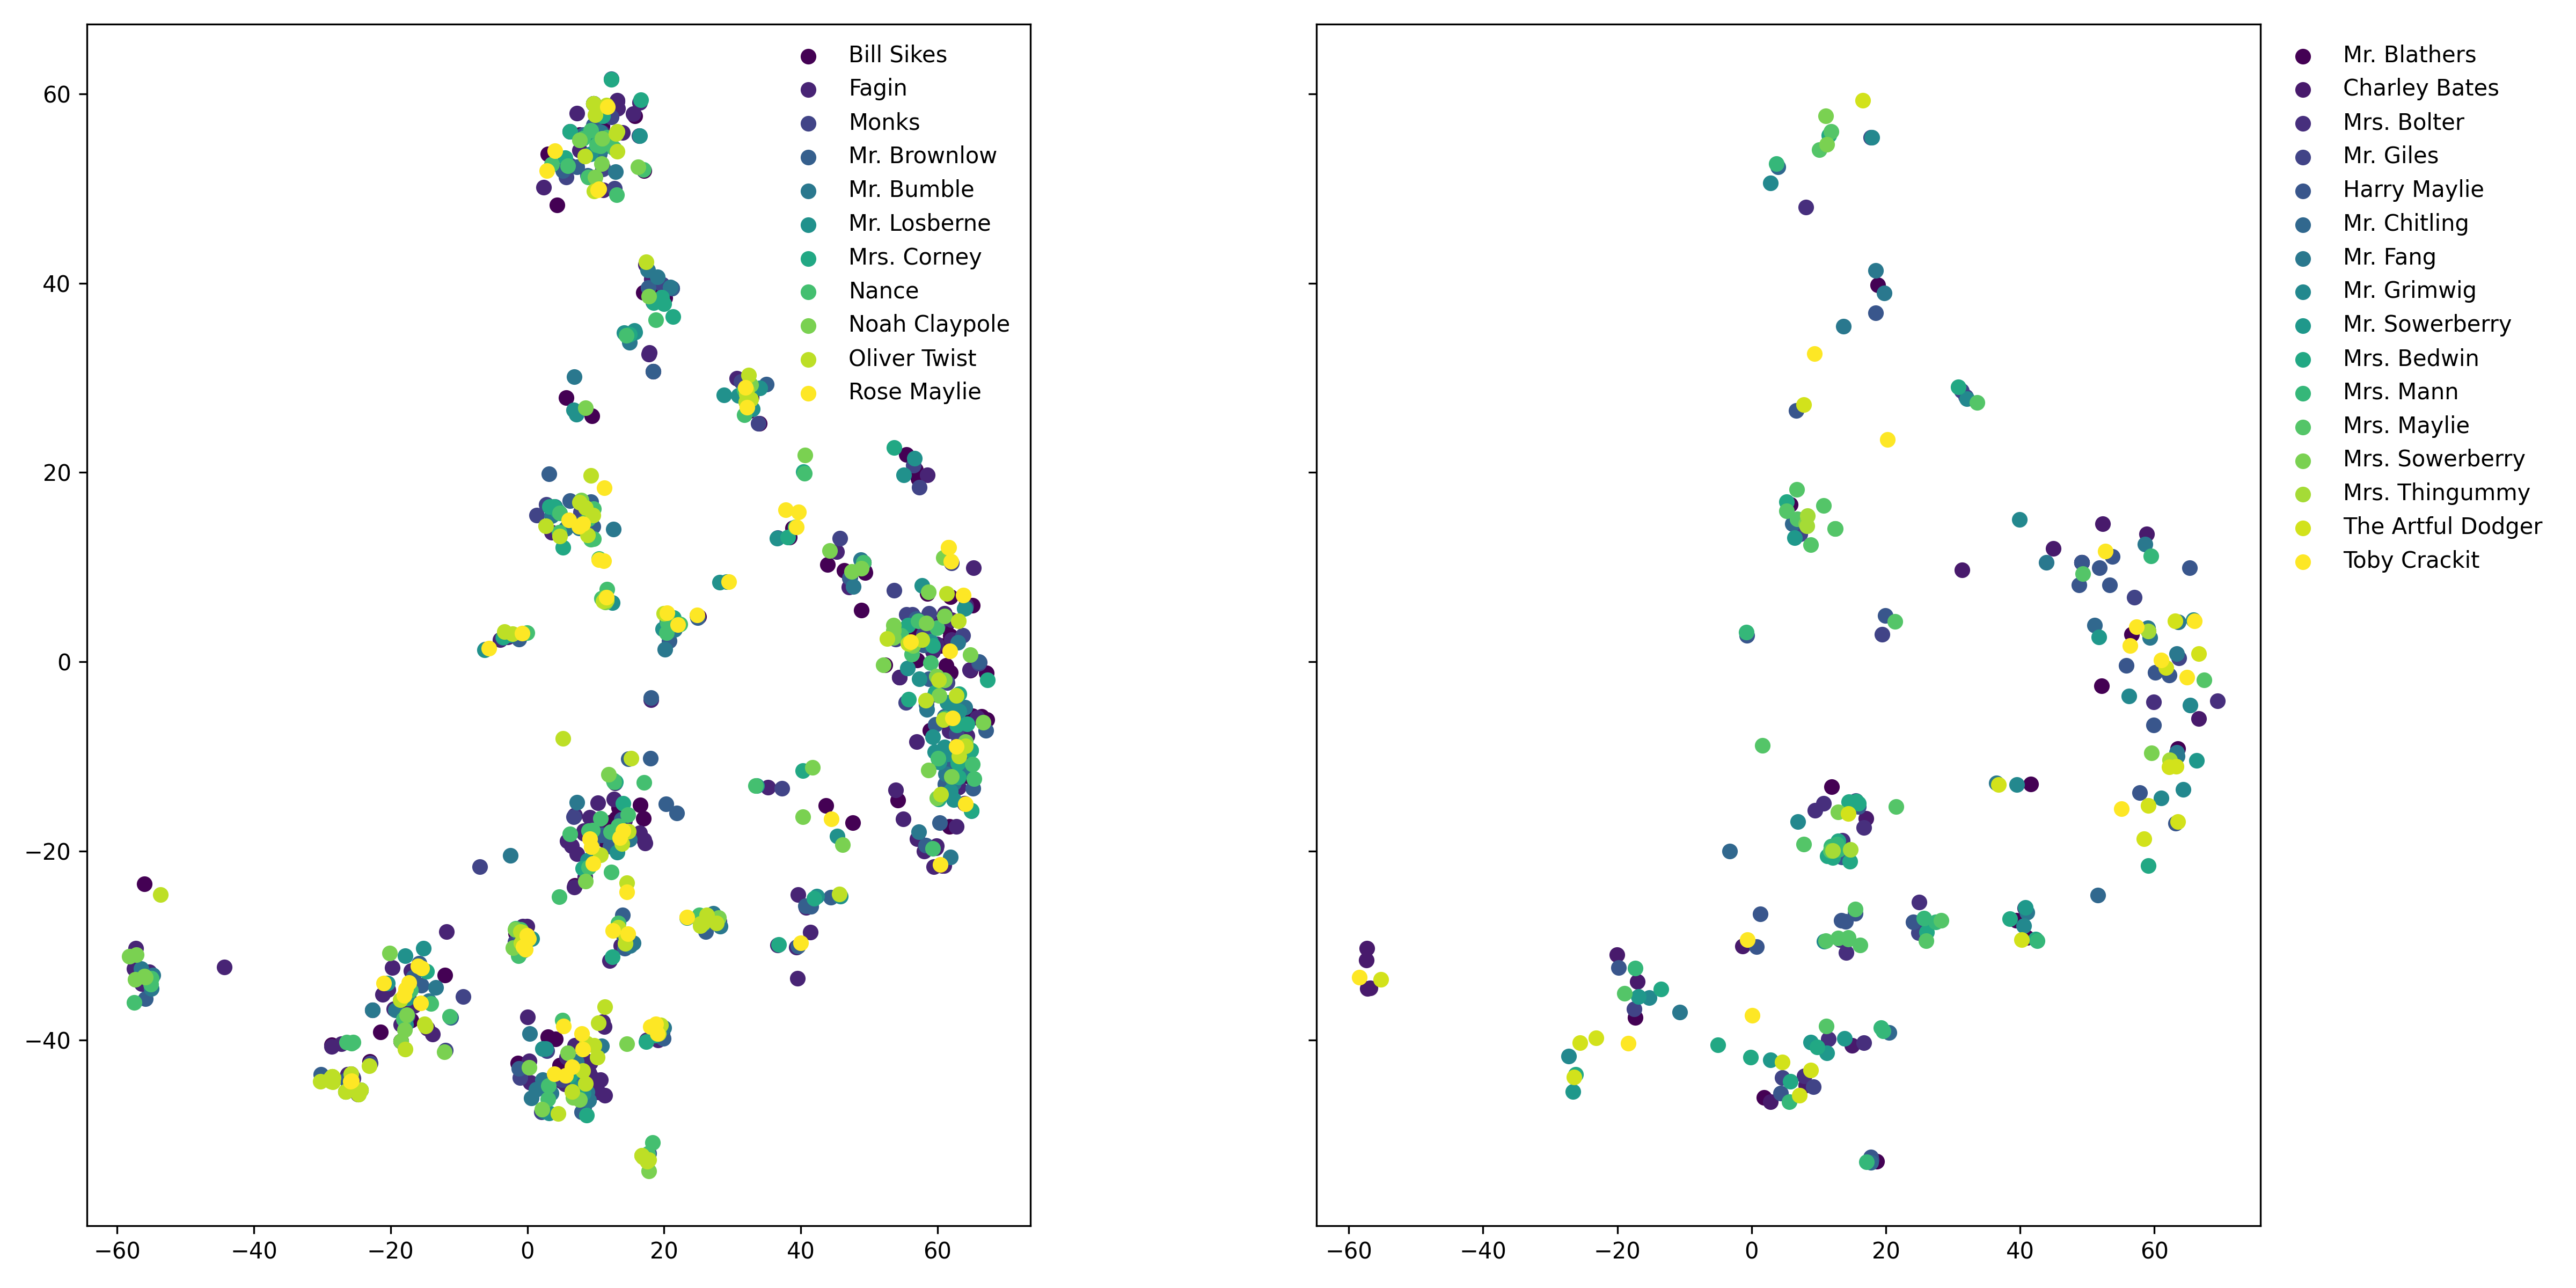 60
40
20
0
−20
−40
−60
−40
−20
0
20
40
60
Bill Sikes
Fagin
Monks
Mr. Brownlow
Mr. Bumble
Mr. Losberne
Mrs. Corney
Nance
Noah Claypole
Oliver Twist
Rose Maylie
−60
−40
−20
0
20
40
60
Mr. Blathers
Charley Bates
Mrs. Bolter
Mr. Giles
Harry Maylie
Mr. Chitling
Mr. Fang
Mr. Grimwig
Mr. Sowerberry
Mrs. Bedwin
Mrs. Mann
Mrs. Maylie
Mrs. Sowerberry
Mrs. Thingummy
The Artful Dodger
Toby Crackit